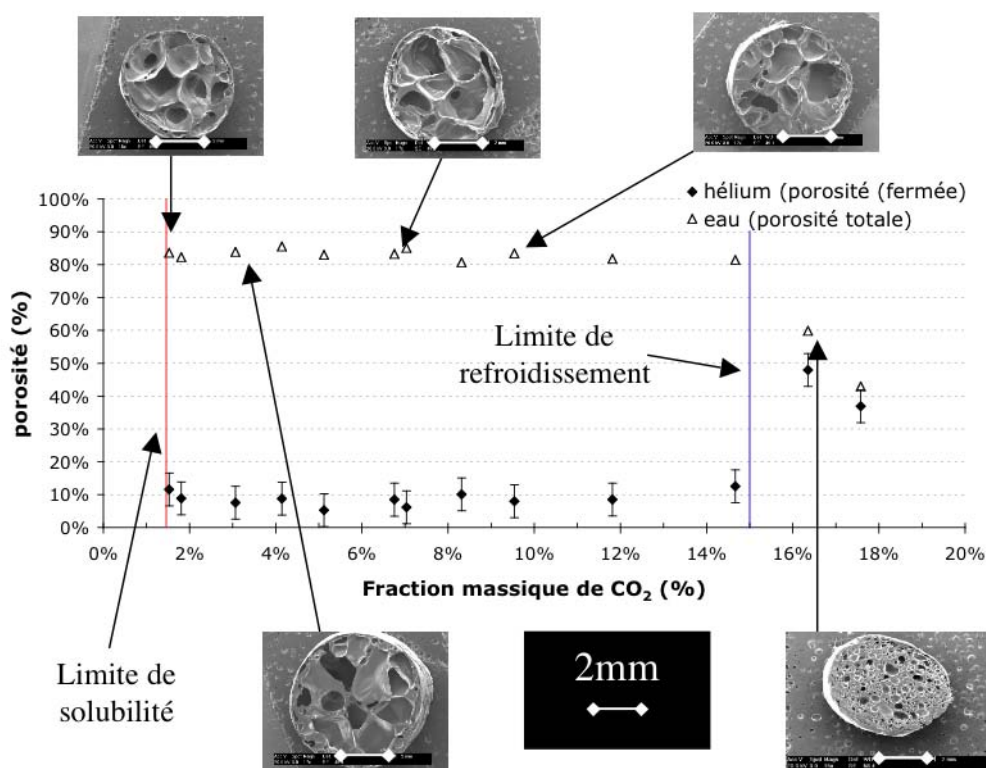 hélium (porosité (fermée)
eau (porosité totale)
100%
90%
80%
70%
60%
50%
40%
30%
20%
10%
0%
porosité (%)
Limite de
refroidissement
0%
2%
4%
6%
8%
10%
12%
14%
16%
18%
20%
Fraction massique de CO2 (%)
Limite de
solubilité
2mm